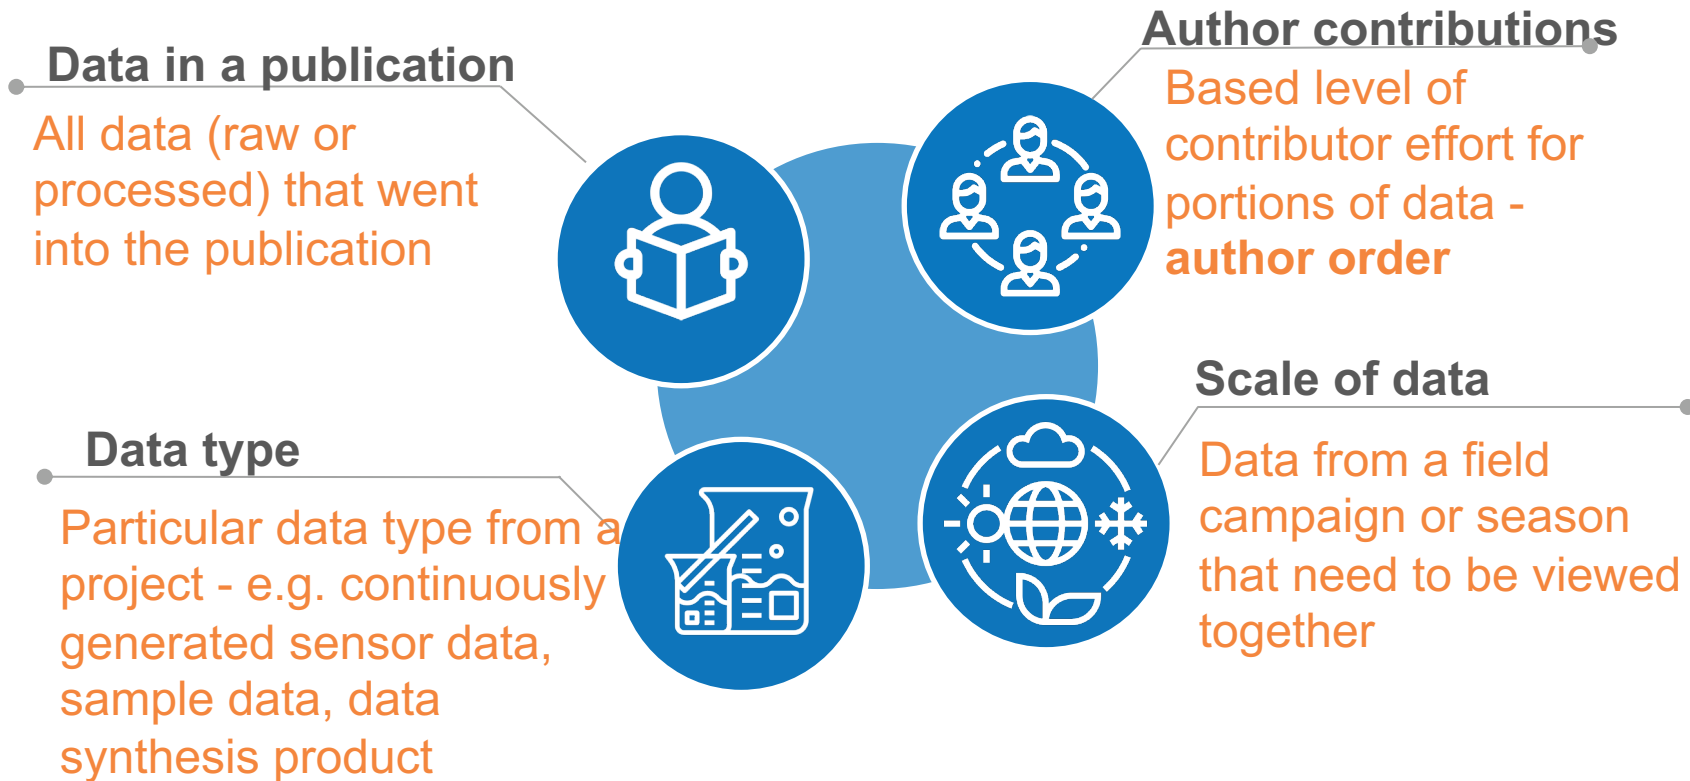 Data in a publication
All data (raw or
processed) that went
into the publication
Author contributions
Based level of
contributor effort for
portions of data -
author order
Data type
Particular data type from a
project - e.g. continuously
generated sensor data,
sample data, data
synthesis product
Scale of data
Data from a field
campaign or season
that need to be viewed
together